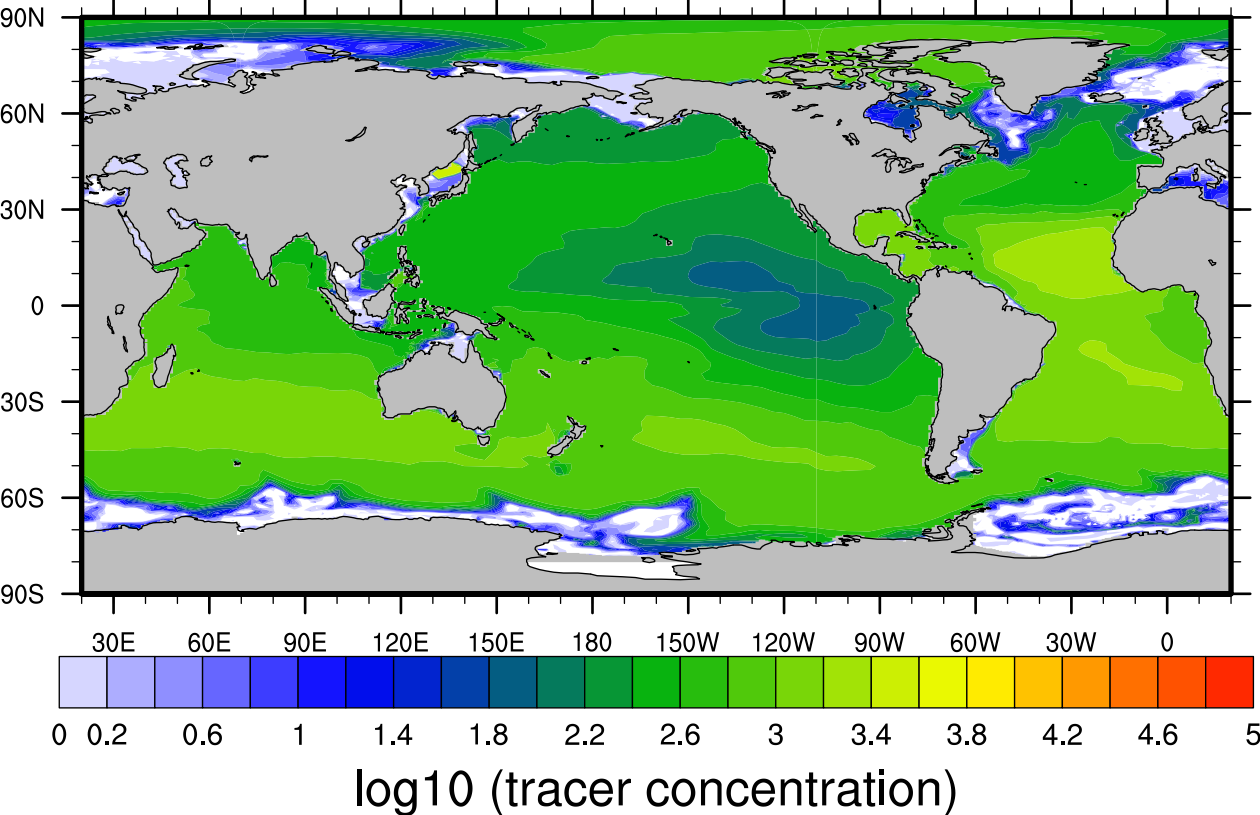 90N
60N
30N
0
30S
60S
90S
30E 60E 90E 120E 150E 180 150W 120W 90W 60W 30W 0
0 0.2 0.6 1 1.4 1.8 2.2 2.6 3 3.4 3.8 4.2 4.6 5
log10 (tracer concentration)